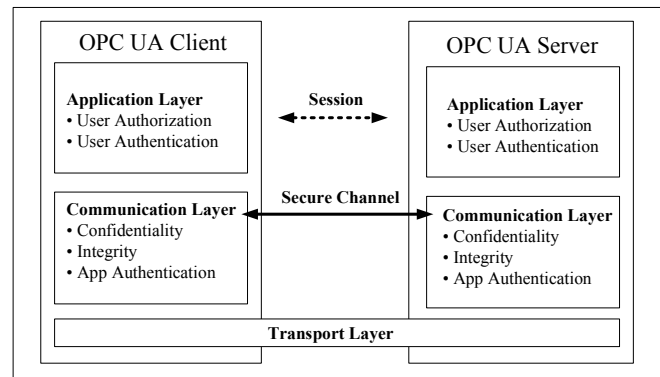 OPC UA Client
Application Layer
• User Authorization
• User Authentication
Communication Layer
• Confidentiality
• Integrity
• App Authentication
Session
Secure Channel
OPC UA Server
Application Layer
• User Authorization
• User Authentication
Communication Layer
• Confidentiality
• Integrity
• App Authentication
Transport Layer